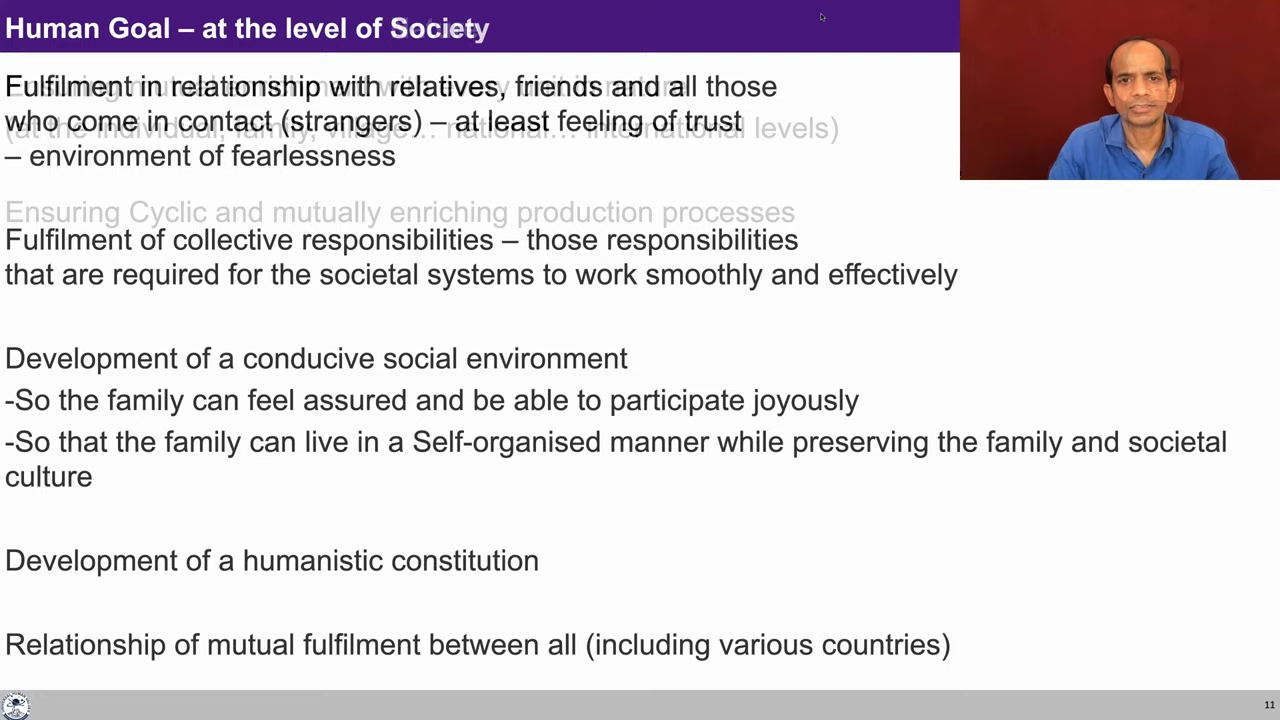 Human Goal – at the level of Society
Fulfilment in relationship with relatives, friends and all those
who come in contact (strangers) – at least feeling of trust
– environment of fearlessness
Ensuring Cyclic and mutually enriching production processes
Fulfilment of collective responsibilities – those responsibilities
that are required for the societal systems to work smoothly and effectively
Development of a conducive social environment
-So the family can feel assured and be able to participate joyously
-So that the family can live in a Self-organised manner while preserving the family and societal
culture
Development of a humanistic constitution
Relationship of mutual fulfilment between all (including various countries)
11